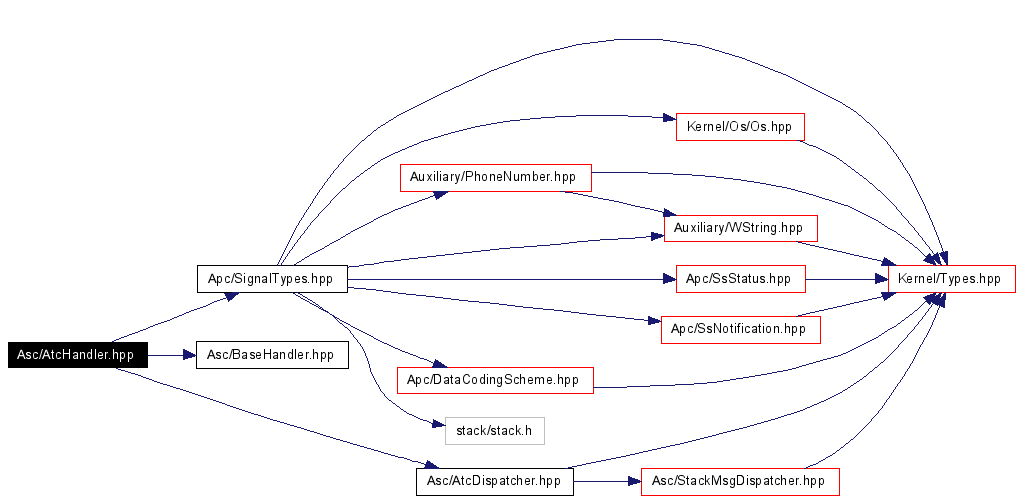 Kernel/Os/Os.hpp
Auxiliary/PhoneNumber.hpp
Auxiliary/WString.hpp
Apc/SignalTypes.hpp
Apc/SsStatus.hpp
Kernel/Types.hpp
Apc/SsNotification.hpp
Asc/AtcHandler.hpp
Asc/BaseHandler.hpp
Apc/DataCodingScheme.hpp
stack/stack.h
Asc/AtcDispatcher.hpp
Asc/StackMsgDispatcher.hpp